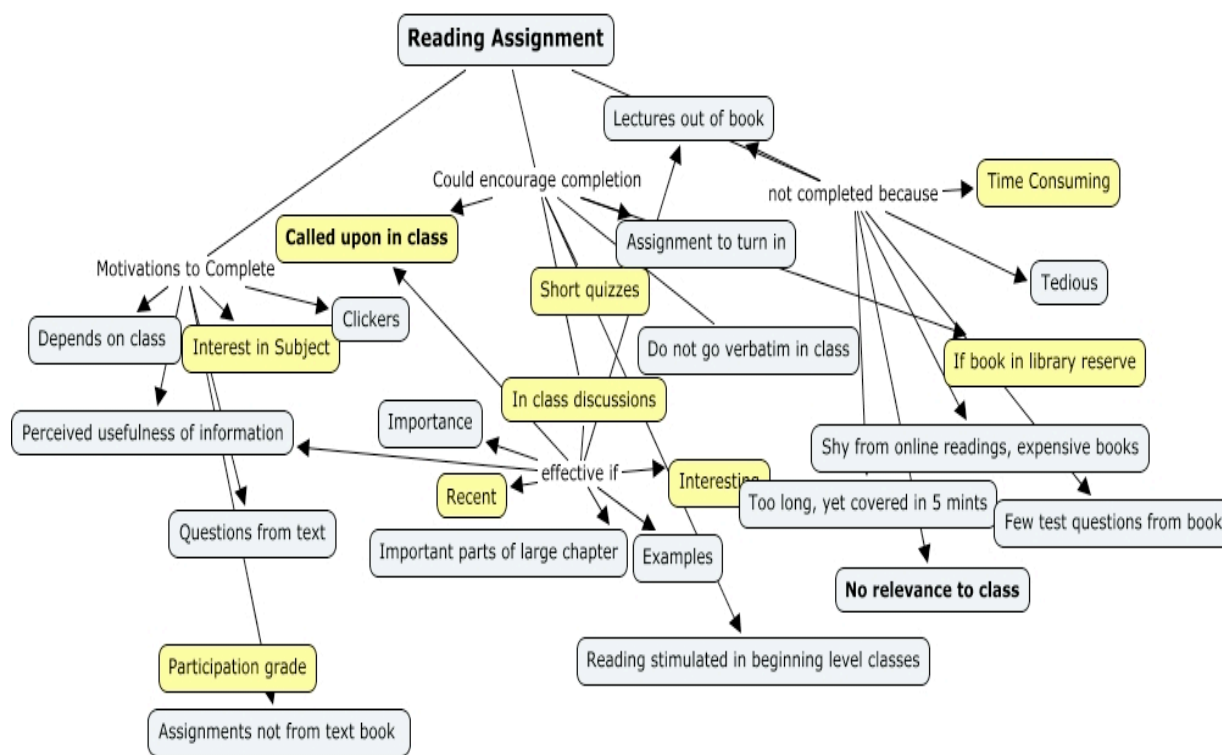 Reading Assignment
Lectures out of book
Could encourage completion
not completed because
Time Consuming
Called upon in class
Assignment to turn in
Motivations to Complete
Short quizzes
Tedious
Clickers
Depends on class
Interest in Subject
Do not go verbatim in class
If book in library reserve
In class discussions
Importance
Perceived usefulness of information
Shy from online readings, expensive books
effective if
Interesting
Recent
Too long, yet covered in 5 mints
Questions from text
Few test questions from book
Important parts of large chapter
Examples
No relevance to class
Reading stimulated in beginning level classes
Participation grade
Assignments not from text book